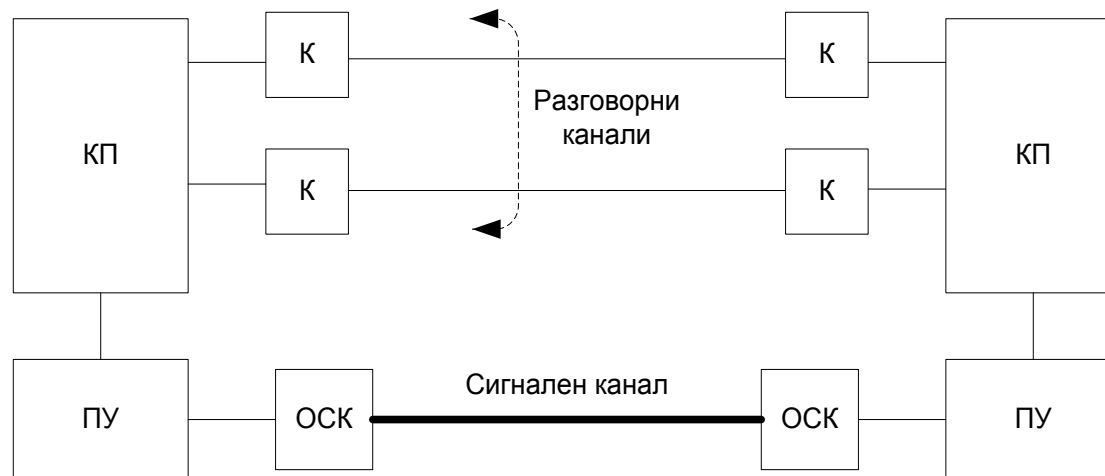 К
К
Разговорни
канали
КП
КП
К
К
Сигнален канал
ПУ
ОСК
ОСК
ПУ